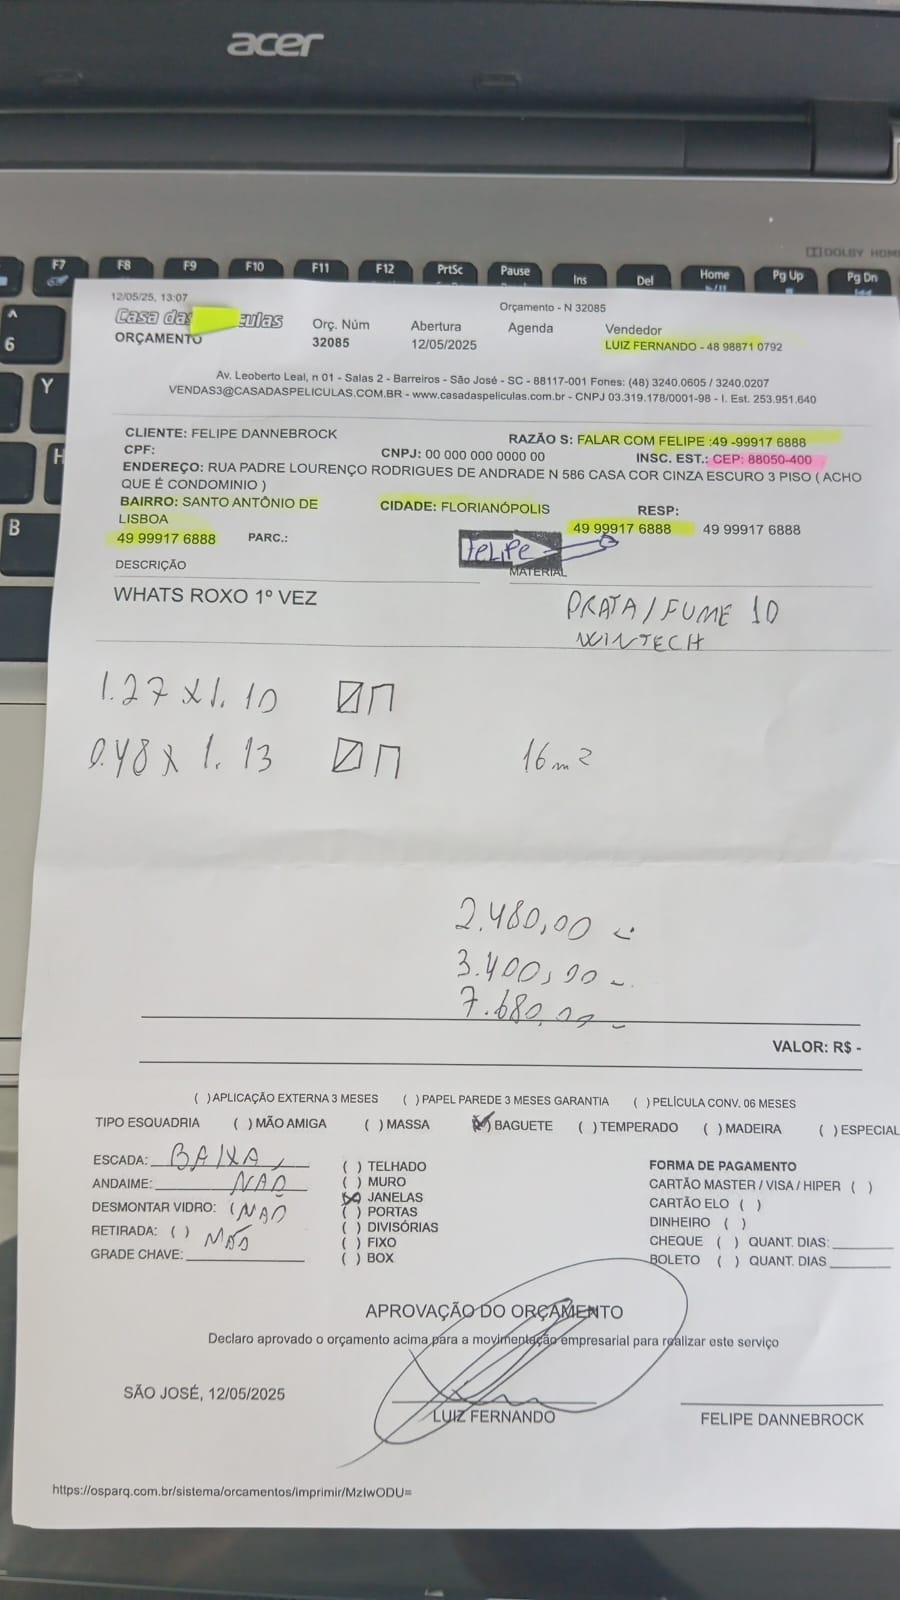 acer
DOLBY HOME
F7 F8 F9 F10 F11 F12 PrtSc Pause Ins Del Home Pg Up Pg Dn
6
Y
H
B
12/05/25, 13:07
Orçamento - N 32085
Casa das culas
ORÇAMENTO
Orç. Núm
32085
Abertura
12/05/2025
Agenda
Vendedor
LUIZ FERNANDO - 48 98871 0792
Av. Leoberto Leal, n 01 - Salas 2 - Barreiros - São José - SC - 88117-001 Fones: (48) 3240.0605 / 3240.0207
VENDAS3@CASADASPELICULAS.COM.BR - www.casadaspeliculas.com.br - CNPJ 03.319.178/0001-98 - I. Est. 253.951.640
CLIENTE: FELIPE DANNEBROCK
RAZÃO S: FALAR COM FELIPE :49 -99917 6888
CPF:
CNPJ: 00 000 000 0000 00
INSC. EST.: CEP: 88050-400
ENDEREÇO: RUA PADRE LOURENÇO RODRIGUES DE ANDRADE N 586 CASA COR CINZA ESCURO 3 PISO ( ACHO
QUE É CONDOMINIO )
BAIRRO: SANTO ANTÔNIO DE
LISBOA
CIDADE: FLORIANÓPOLIS
RESP:
49 99917 6888
PARC.:
FELIPE
49 99917 6888
49 99917 6888
DESCRIÇÃO
MATERIAL
WHATS ROXO 1º VEZ
PRATA/FUME 10
WINTECH
1.27 x 1.10
0.48 x 1.13
16m2
2.480,00
3.400,00
7.680,00
VALOR: R$ -
( )APLICAÇÃO EXTERNA 3 MESES ( )PAPEL PAREDE 3 MESES GARANTIA ( )PELÍCULA CONV. 06 MESES
TIPO ESQUADRIA ( )MÃO AMIGA ( )MASSA (X)BAGUETE ( )TEMPERADO ( )MADEIRA ( )ESPECIAL
ESCADA: BAIXA
ANDAIME: NAO
DESMONTAR VIDRO: ( NAO
RETIRADA: ( ) NÃO
GRADE CHAVE:
( ) TELHADO
( ) MURO
(X) JANELAS
( ) PORTAS
( ) DIVISÓRIAS
( ) FIXO
( ) BOX
FORMA DE PAGAMENTO
CARTÃO MASTER / VISA / HIPER ( )
CARTÃO ELO ( )
DINHEIRO ( )
CHEQUE ( ) QUANT. DIAS:
BOLETO ( ) QUANT. DIAS
APROVAÇÃO DO ORÇAMENTO
Declaro aprovado o orçamento acima para a movimentação empresarial para realizar este serviço
SÃO JOSÉ, 12/05/2025
LUIZ FERNANDO
FELIPE DANNEBROCK
https://osparq.com.br/sistema/orcamentos/imprimir/MzIwODU=